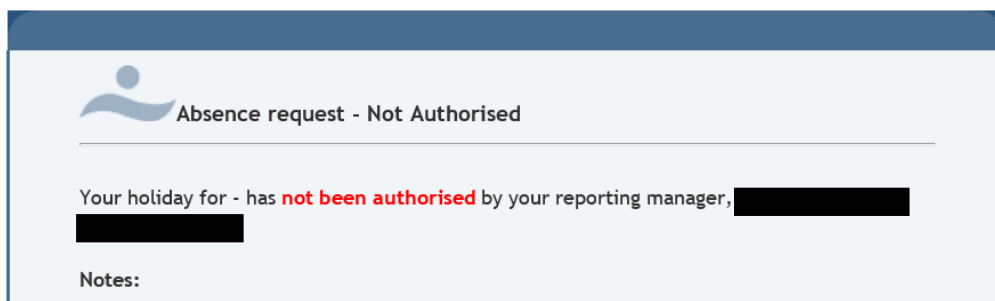 Absence request - Not Authorised
Your holiday for - has not been authorised by your reporting manager,
Notes: